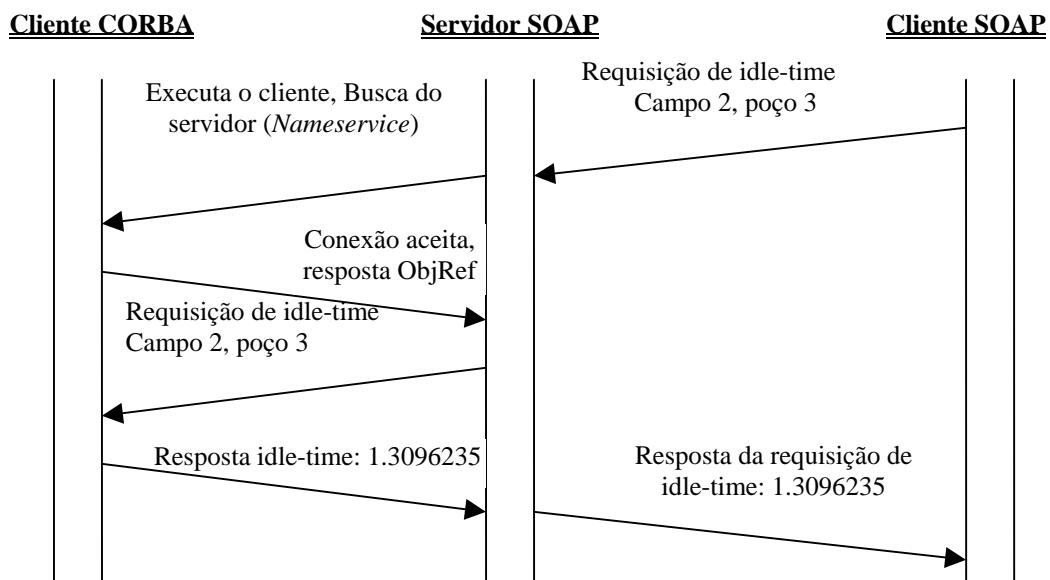 Cliente CORBA
Servidor SOAP
Cliente SOAP
Requisição de idle-time
Campo 2, poço 3
Executa o cliente, Busca do
servidor (Nameservice)
Conexão aceita,
resposta ObjRef
Requisição de idle-time
Campo 2, poço 3
Resposta idle-time: 1.3096235
Resposta da requisição de
idle-time: 1.3096235